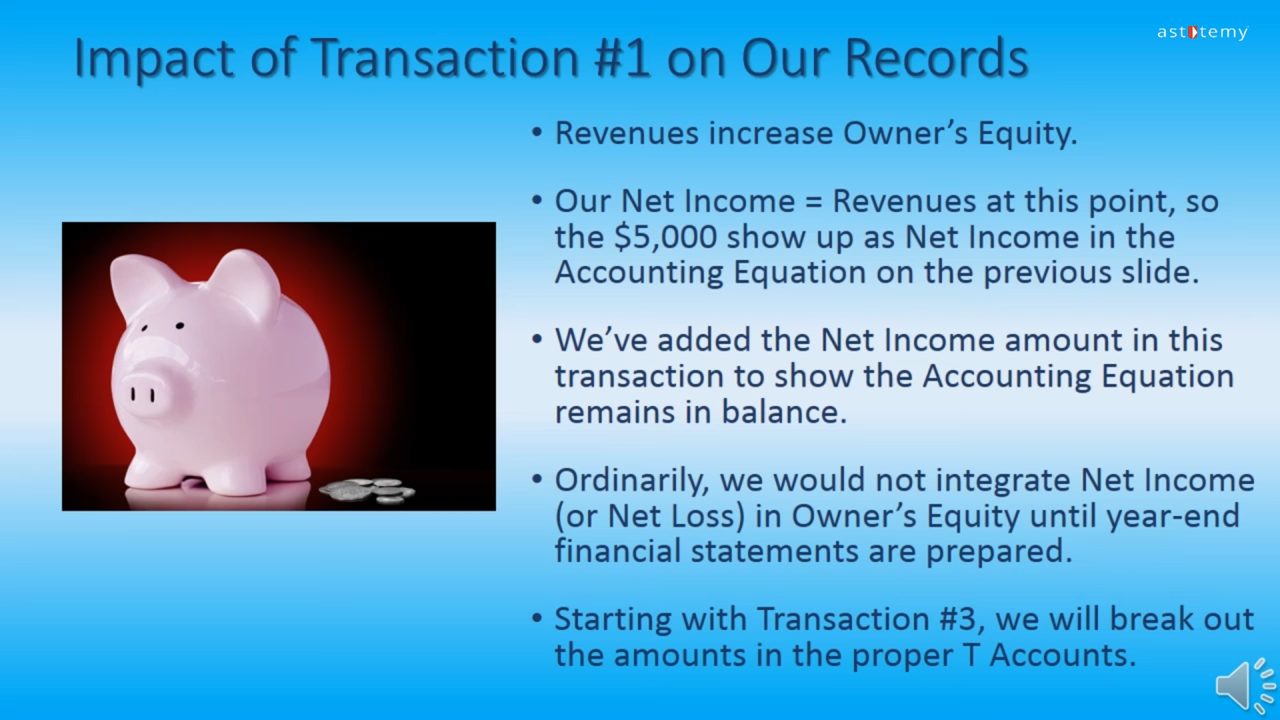 Impact of Transaction #1 on Our Records
astotemy
• Revenues increase Owner’s Equity.
• Our Net Income = Revenues at this point, so
the $5,000 show up as Net Income in the
Accounting Equation on the previous slide.
• We’ve added the Net Income amount in this
transaction to show the Accounting Equation
remains in balance.
• Ordinarily, we would not integrate Net Income
(or Net Loss) in Owner’s Equity until year-end
financial statements are prepared.
• Starting with Transaction #3, we will break out
the amounts in the proper T Accounts.